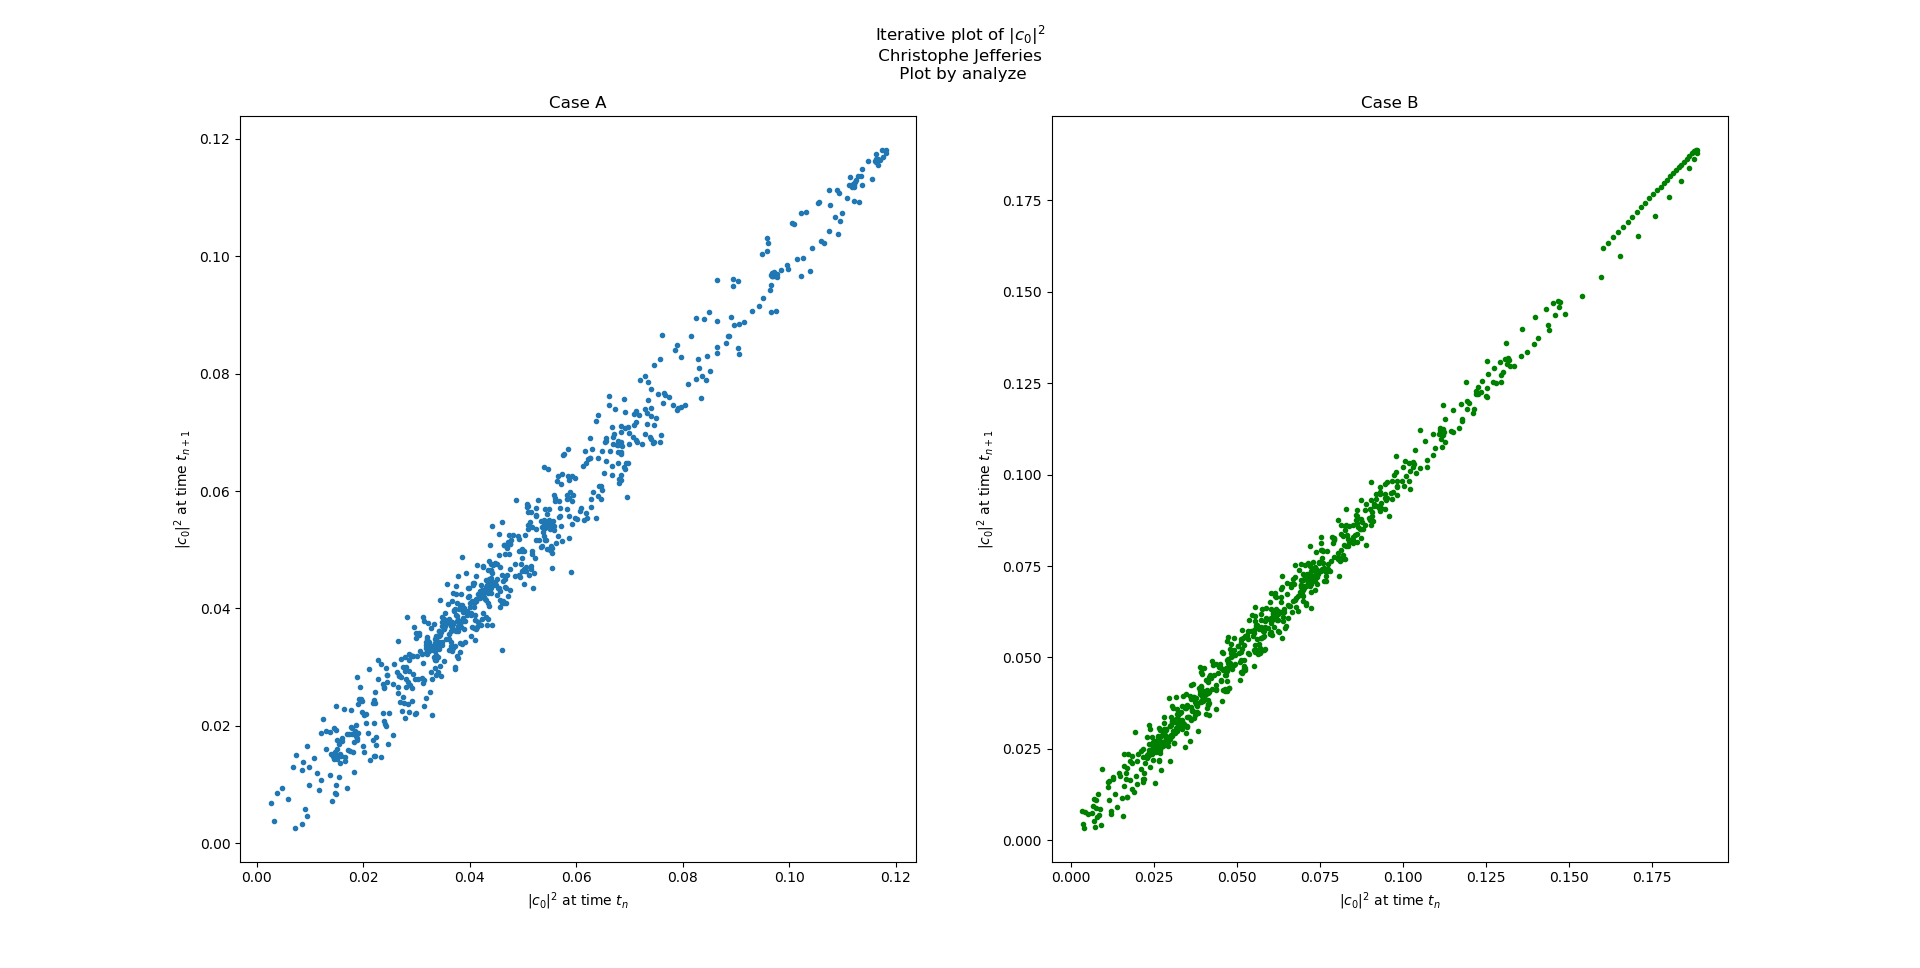 Iterative plot of |c₀|²
Christophe Jefferies
Plot by analyze
Case A
0.12
0.10
0.08
0.06
0.04
0.02
0.00
|c₀|² at time tₙ₊₁
0.00 0.02 0.04 0.06 0.08 0.10 0.12
|c₀|² at time tₙ
Case B
0.175
0.150
0.125
0.100
0.075
0.050
0.025
0.000
|c₀|² at time tₙ₊₁
0.000 0.025 0.050 0.075 0.100 0.125 0.150 0.175
|c₀|² at time tₙ